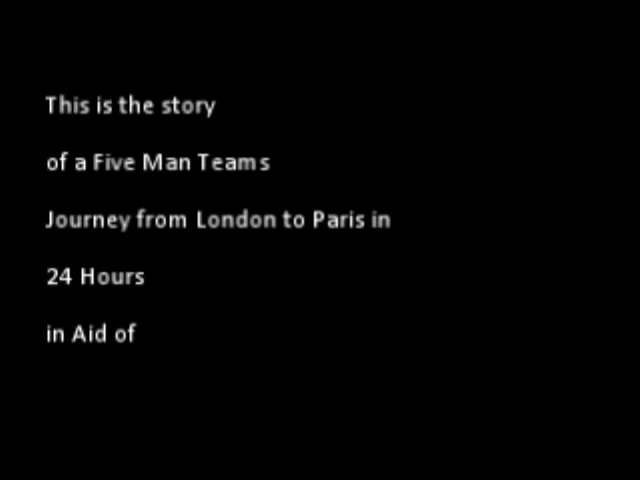 This is the story
of a Five Man Teams
Journey from London to Paris in
24 Hours
in Aid of